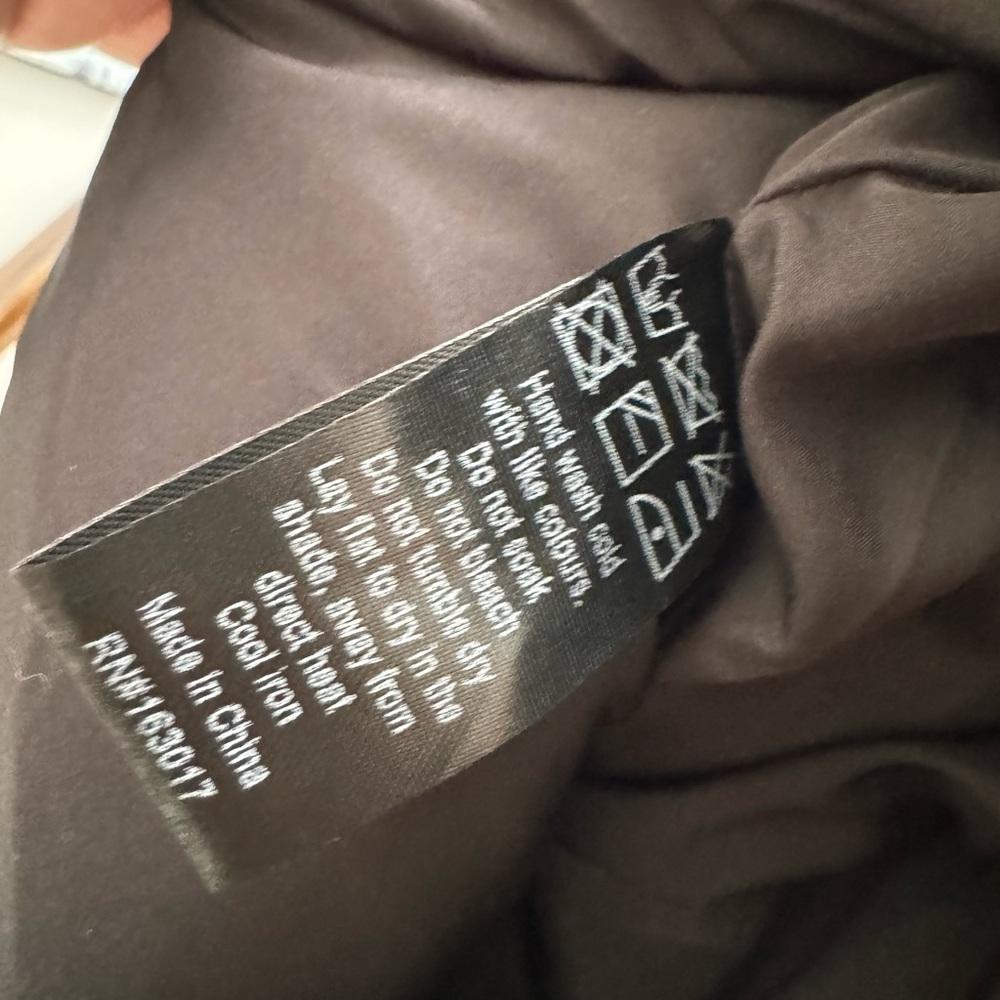 Hand wash cold
with like colours.
Do not soak
Do not bleach
Do not tumble dry
Lay flat to dry in the
shade, away from
direct heat
Cool iron
Made in China
RN#163017